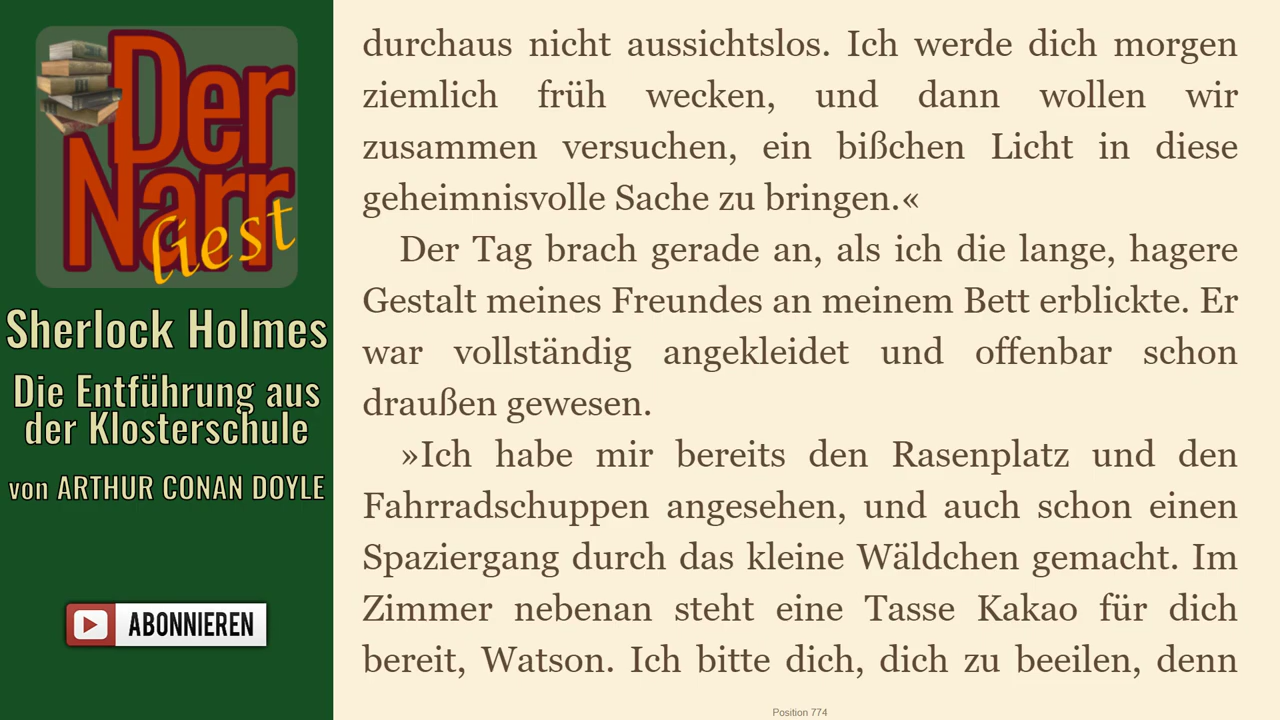 Der
Narr
liest
Sherlock Holmes
Die Entführung aus
der Klosterschule
von ARTHUR CONAN DOYLE
ABONNIEREN
durchaus nicht aussichtslos. Ich werde dich morgen
ziemlich früh wecken, und dann wollen wir
zusammen versuchen, ein bißchen Licht in diese
geheimnisvolle Sache zu bringen.«
Der Tag brach gerade an, als ich die lange, hagere
Gestalt meines Freundes an meinem Bett erblickte. Er
war vollständig angekleidet und offenbar schon
draußen gewesen.
»Ich habe mir bereits den Rasenplatz und den
Fahrradschuppen angesehen, und auch schon einen
Spaziergang durch das kleine Wäldchen gemacht. Im
Zimmer nebenan steht eine Tasse Kakao für dich
bereit, Watson. Ich bitte dich, dich zu beeilen, denn
Position 774